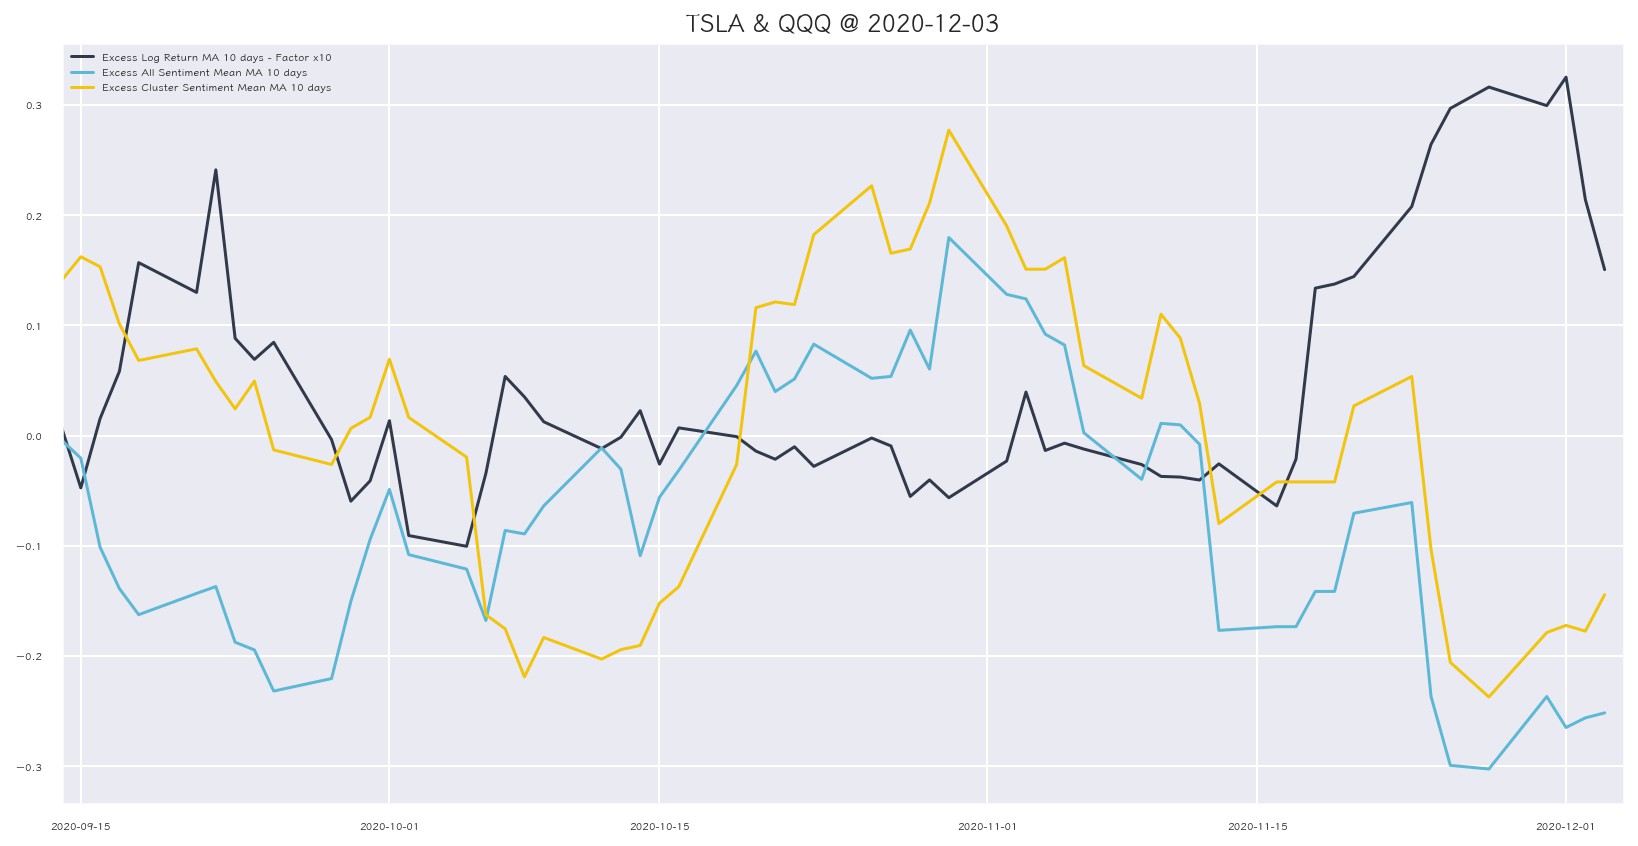 TSLA & QQQ @ 2020-12-03
Excess Log Return MA 10 days - Factor x10
Excess All Sentiment Mean MA 10 days
Excess Cluster Sentiment Mean MA 10 days
0.3
0.2
0.1
0.0
−0.1
−0.2
−0.3
2020-09-15 2020-10-01 2020-10-15 2020-11-01 2020-11-15 2020-12-01